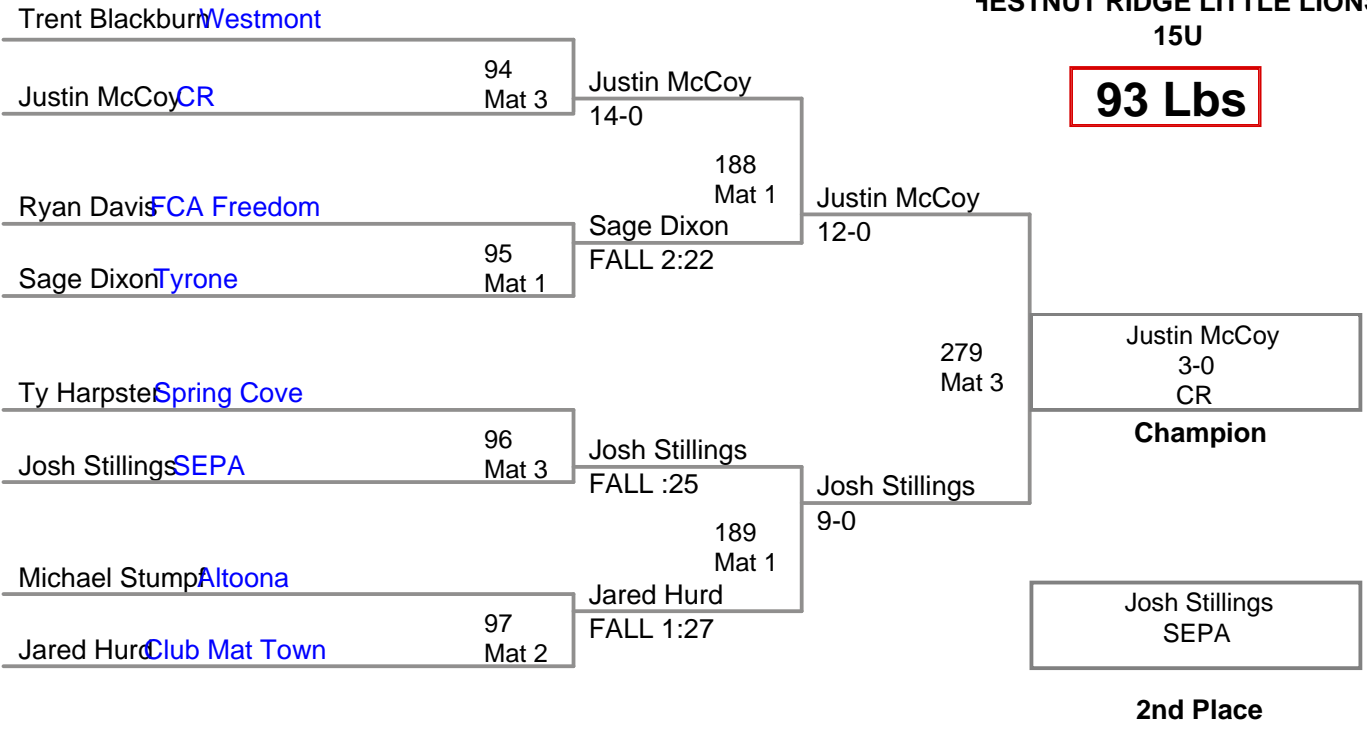 Trent Blackburn Westmont
HESTNUT RIDGE LITTLE LIONS
15U
93 Lbs
94
Mat 3
Justin McCoy CR
Justin McCoy
14-0
188
Mat 1
Ryan Davis FCA Freedom
Justin McCoy
12-0
Sage Dixon
FALL 2:22
95
Mat 1
Sage Dixon Tyrone
279
Mat 3
Justin McCoy
3-0
CR
Champion
Ty Harpster Spring Cove
96
Mat 3
Josh Stillings SEPA
Josh Stillings
FALL :25
Josh Stillings
9-0
189
Mat 1
Michael Stumpf Altoona
Jared Hurd
FALL 1:27
97
Mat 2
Jared Hurd Club Mat Town
Josh Stillings
SEPA
2nd Place